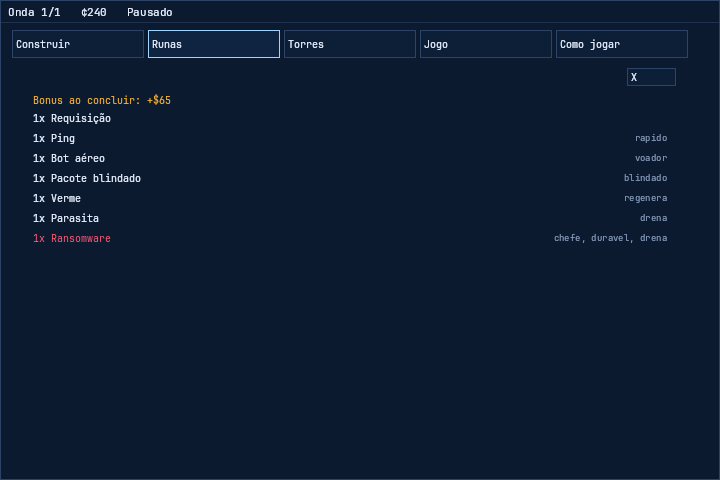 Onda 1/1 ¢240 Pausado
Construir Runas Torres Jogo Como jogar
X
Bonus ao concluir: +$65
1x Requisição
1x Ping rapido
1x Bot aéreo voador
1x Pacote blindado blindado
1x Verme regenera
1x Parasita drena
1x Ransomware chefe, duravel, drena